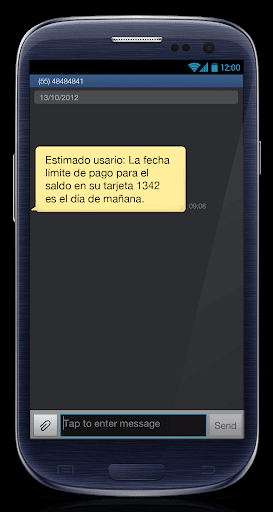 12:00
(55) 48484841
13/10/2012
Estimado usario: La fecha
límite de pago para el
saldo en su tarjeta 1342
es el día de mañana.
09:08
Tap to enter message
Send